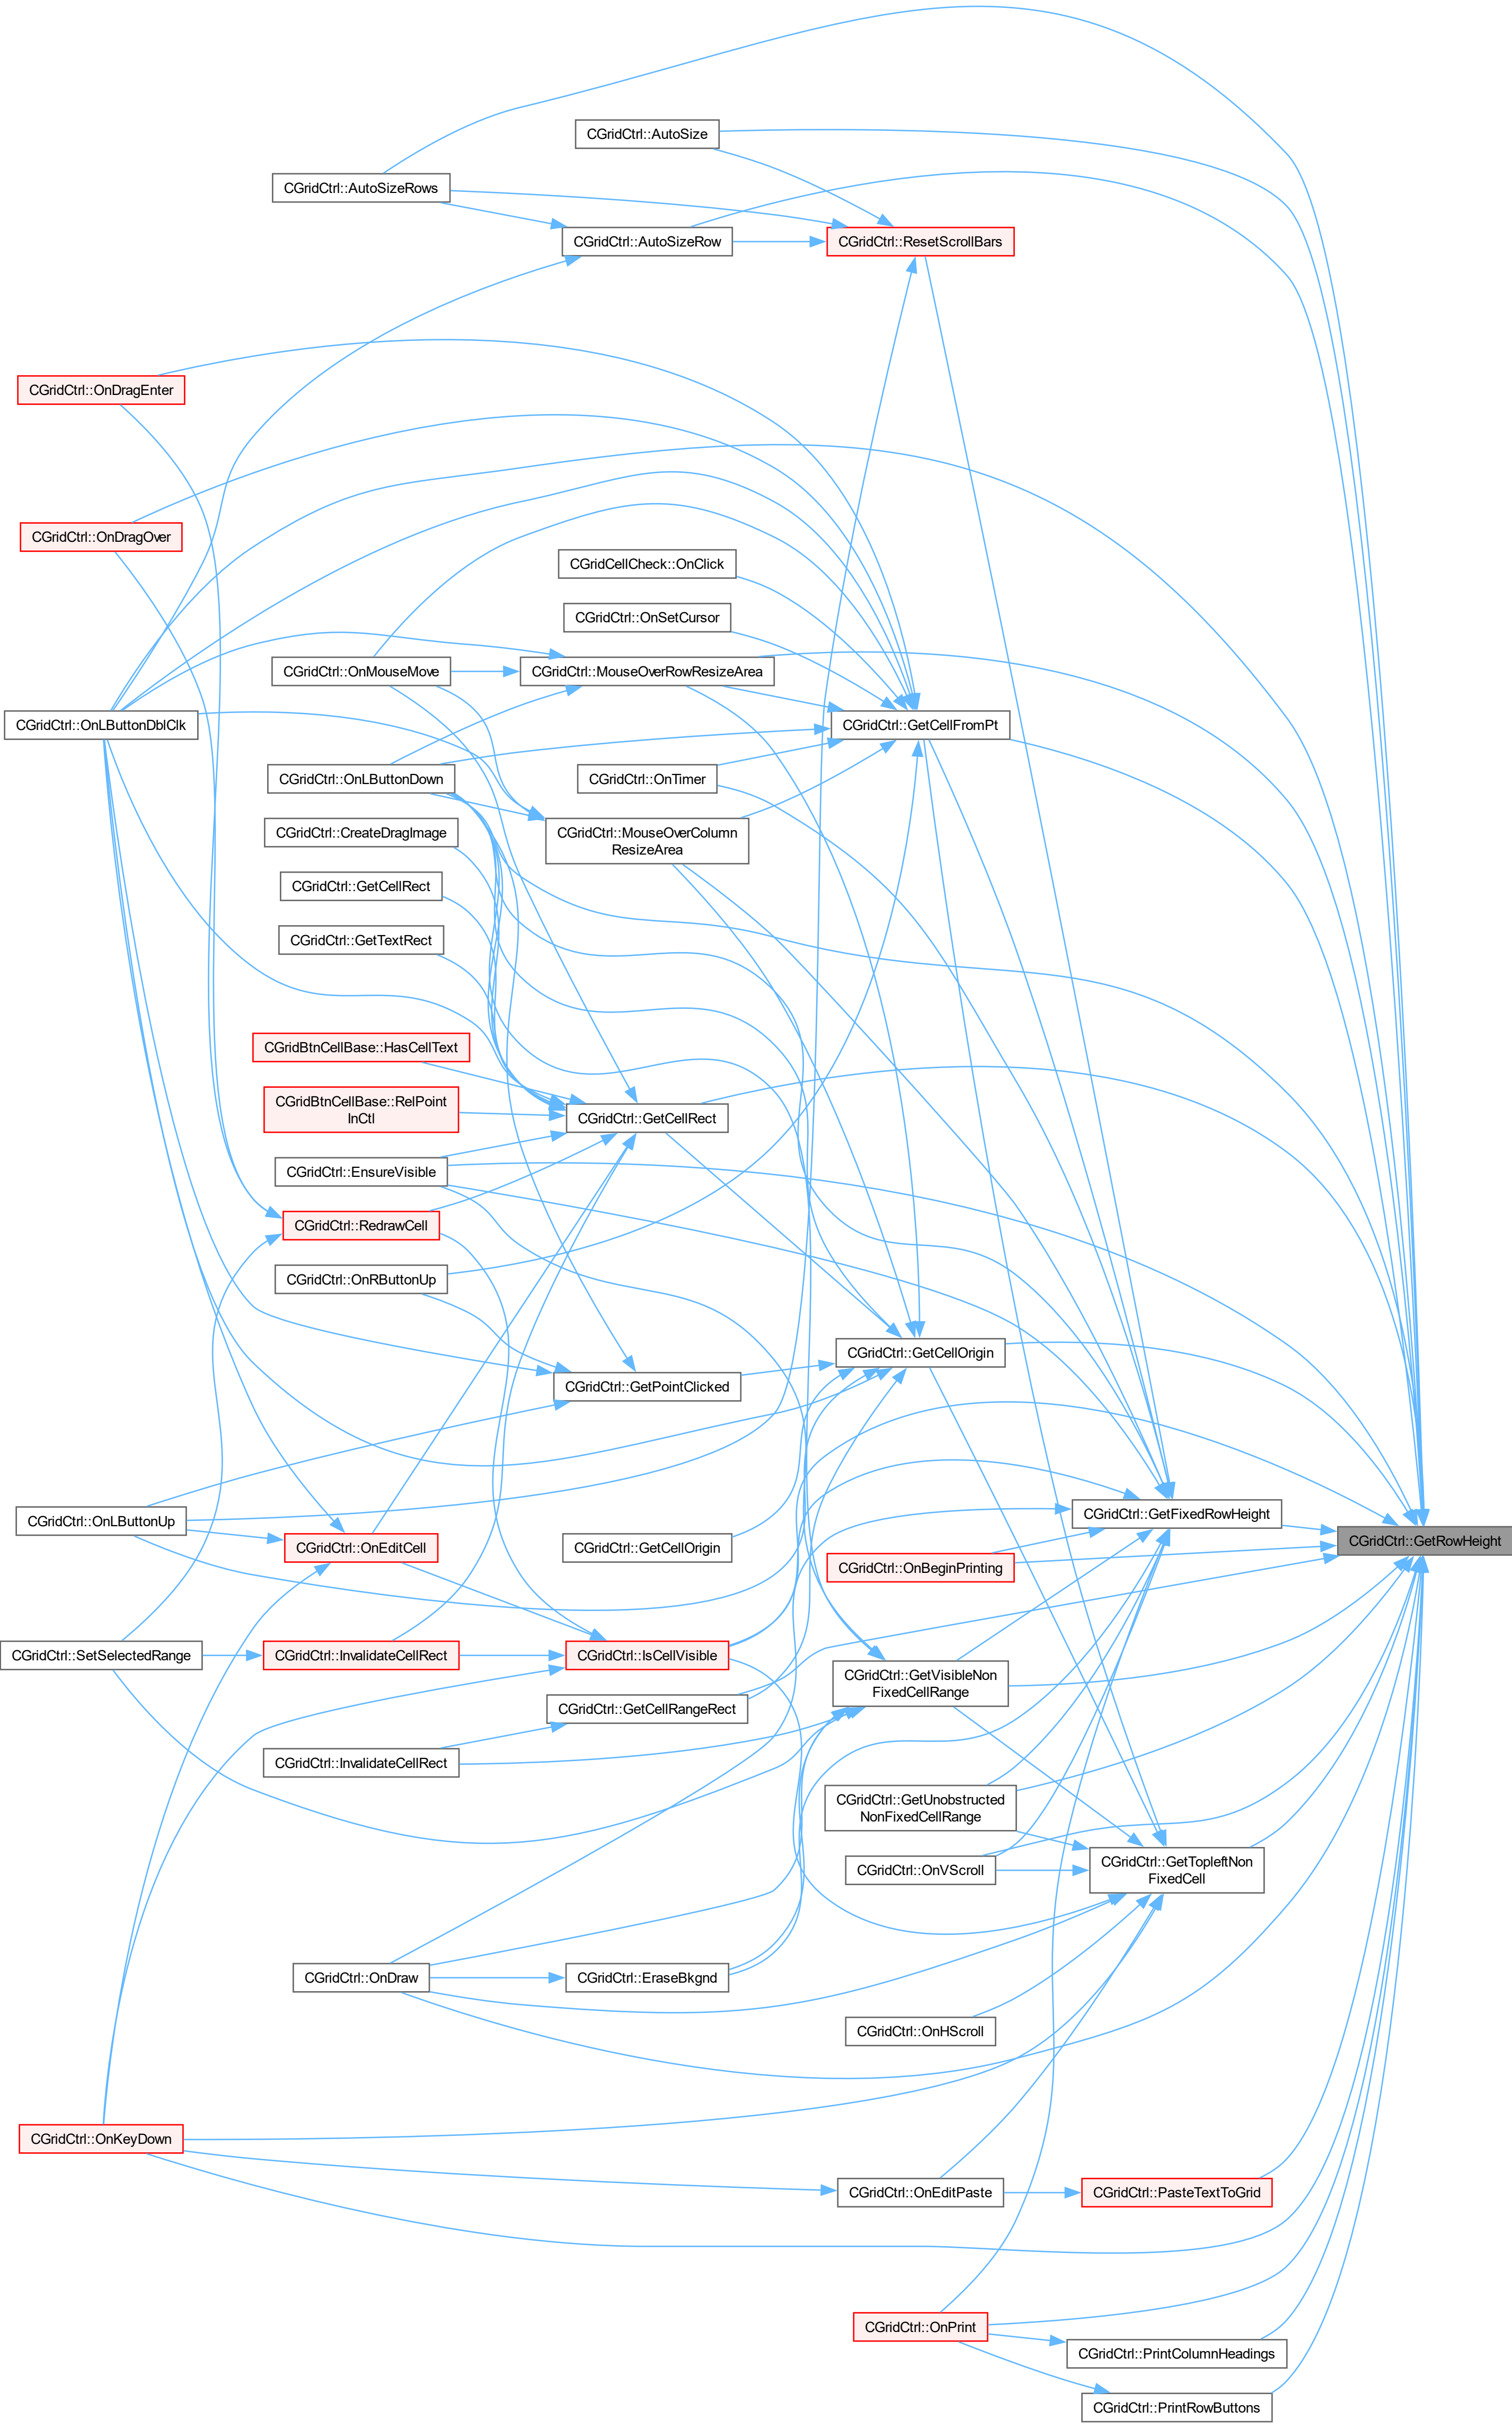 CGridCtrl::AutoSize
CGridCtrl::AutoSizeRows
CGridCtrl::AutoSizeRow
CGridCtrl::ResetScrollBars
CGridCtrl::OnDragEnter
CGridCtrl::OnDragOver
CGridCellCheck::OnClick
CGridCtrl::OnSetCursor
CGridCtrl::OnMouseMove
CGridCtrl::MouseOverRowResizeArea
CGridCtrl::OnLButtonDblClk
CGridCtrl::GetCellFromPt
CGridCtrl::OnLButtonDown
CGridCtrl::OnTimer
CGridCtrl::CreateDragImage
CGridCtrl::MouseOverColumn
ResizeArea
CGridCtrl::GetCellRect
CGridCtrl::GetTextRect
CGridBtnCellBase::HasCellText
CGridBtnCellBase::RelPoint
InCtl
CGridCtrl::GetCellRect
CGridCtrl::EnsureVisible
CGridCtrl::RedrawCell
CGridCtrl::OnRButtonUp
CGridCtrl::GetCellOrigin
CGridCtrl::GetPointClicked
CGridCtrl::OnLButtonUp
CGridCtrl::OnEditCell
CGridCtrl::GetCellOrigin
CGridCtrl::GetFixedRowHeight
CGridCtrl::OnBeginPrinting
CGridCtrl::GetRowHeight
CGridCtrl::SetSelectedRange
CGridCtrl::InvalidateCellRect
CGridCtrl::IsCellVisible
CGridCtrl::GetVisibleNon
FixedCellRange
CGridCtrl::GetCellRangeRect
CGridCtrl::InvalidateCellRect
CGridCtrl::GetUnobstructed
NonFixedCellRange
CGridCtrl::OnVScroll
CGridCtrl::GetTopleftNon
FixedCell
CGridCtrl::OnDraw
CGridCtrl::EraseBkgnd
CGridCtrl::OnHScroll
CGridCtrl::OnKeyDown
CGridCtrl::OnEditPaste
CGridCtrl::PasteTextToGrid
CGridCtrl::OnPrint
CGridCtrl::PrintColumnHeadings
CGridCtrl::PrintRowButtons